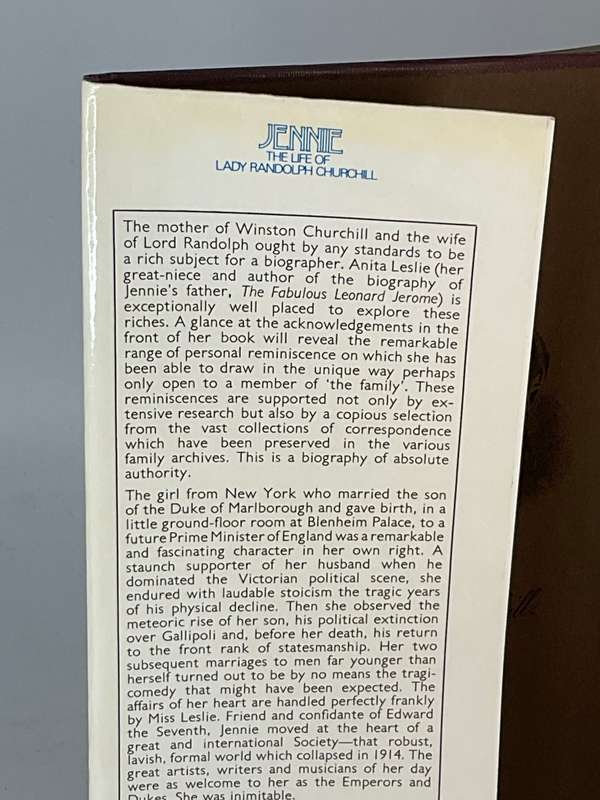 JENNIE
THE LIFE OF
LADY RANDOLPH CHURCHILL
The mother of Winston Churchill and the wife
of Lord Randolph ought by any standards to be
a rich subject for a biographer. Anita Leslie (her
great-niece and author of the biography of
Jennie's father, The Fabulous Leonard Jerome) is
exceptionally well placed to explore these
riches. A glance at the acknowledgements in the
front of her book will reveal the remarkable
range of personal reminiscence on which she has
been able to draw in the unique way perhaps
only open to a member of 'the family'. These
reminiscences are supported not only by ex-
tensive research but also by a copious selection
from the vast collections of correspondence
which have been preserved in the various
family archives. This is a biography of absolute
authority.
The girl from New York who married the son
of the Duke of Marlborough and gave birth, in a
little ground-floor room at Blenheim Palace, to a
future Prime Minister of England was a remarkable
and fascinating character in her own right. A
staunch supporter of her husband when he
dominated the Victorian political scene, she
endured with laudable stoicism the tragic years
of his physical decline. Then she observed the
meteoric rise of her son, his political extinction
over Gallipoli and, before her death, his return
to the front rank of statesmanship. Her two
subsequent marriages to men far younger than
herself turned out to be by no means the tragi-
comedy that might have been expected. The
affairs of her heart are handled perfectly frankly
by Miss Leslie. Friend and confidante of Edward
the Seventh, Jennie moved at the heart of a
great and international Society—that robust,
lavish, formal world which collapsed in 1914. The
great artists, writers and musicians of her day
were as welcome to her as the Emperors and
Dukes. She was inimitable.